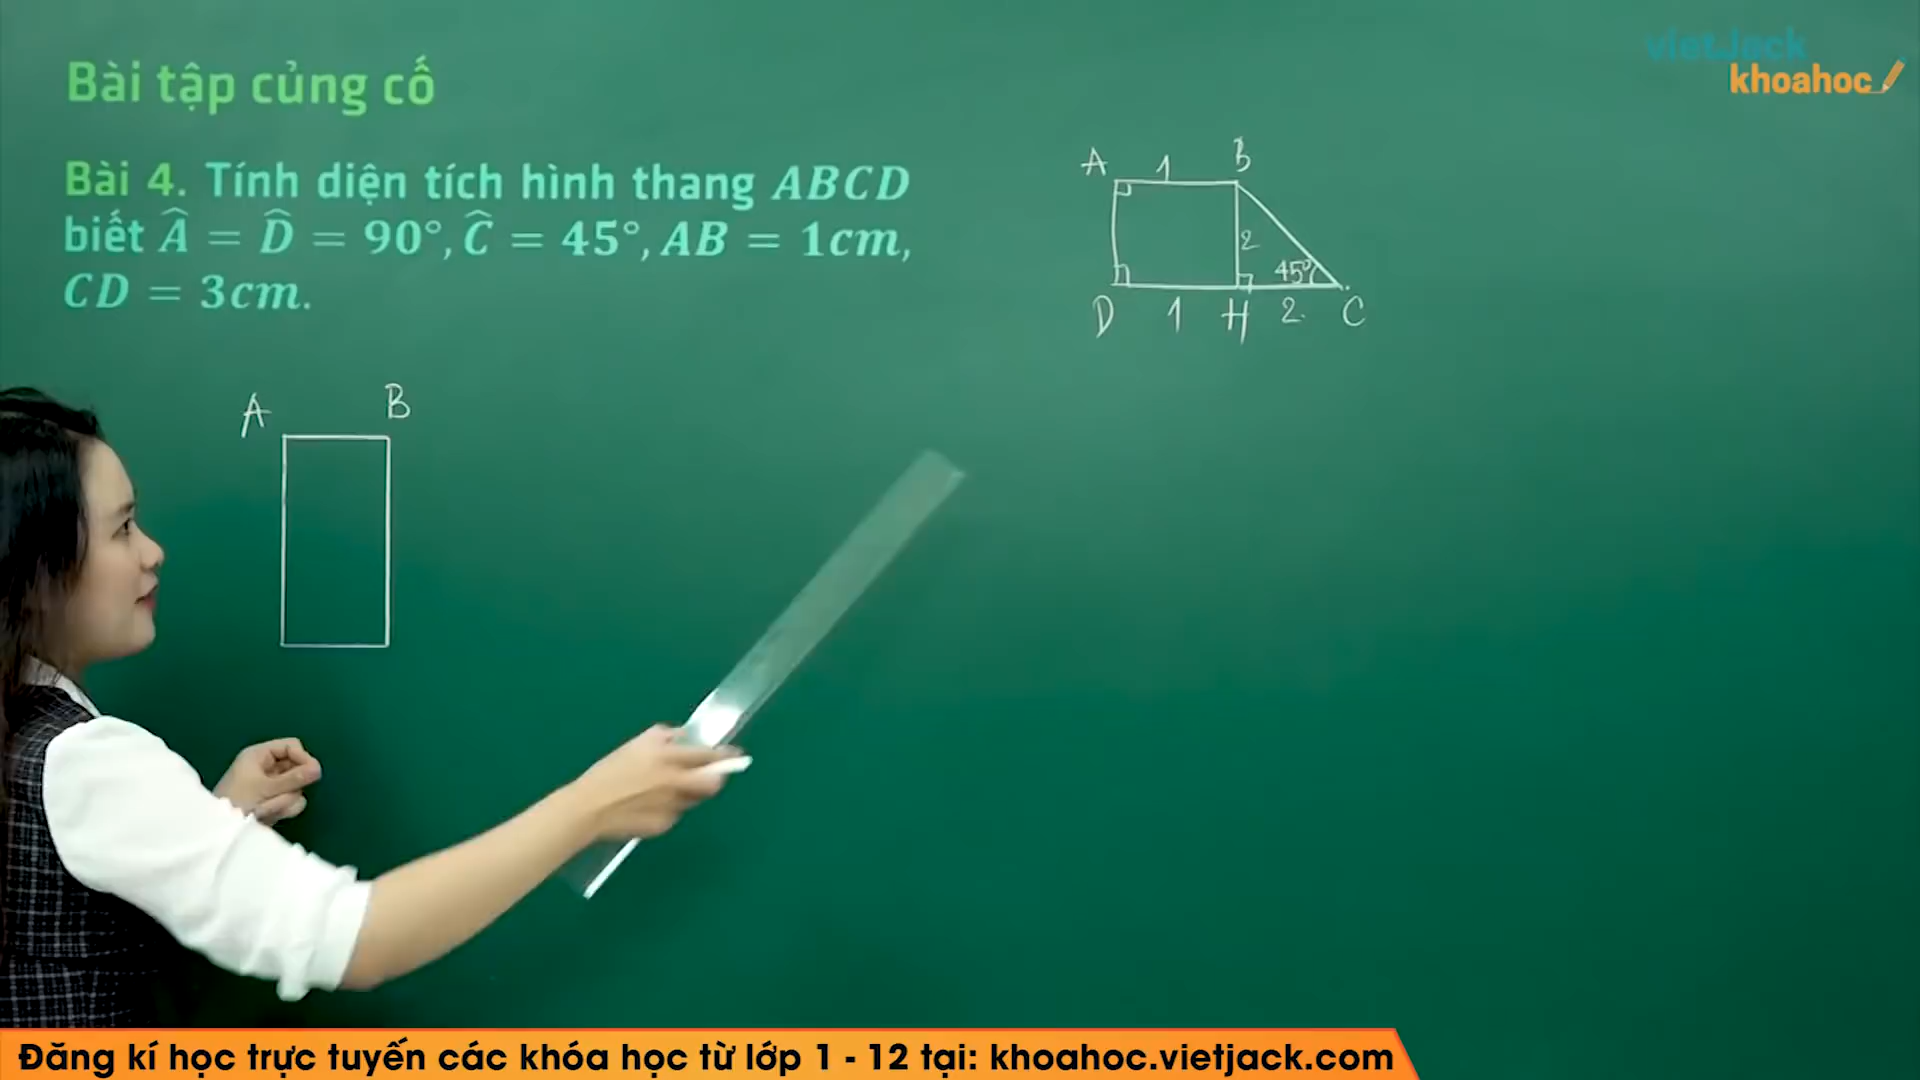 vietJack
khoahoc
Bài tập củng cố
Bài 4. Tính diện tích hình thang ABCD
biết Â = D̂ = 90°, Ĉ = 45°, AB = 1cm,
CD = 3cm.
A 1 B
2
45°
D 1 H 2 C
A B
Đăng kí học trực tuyến các khóa học từ lớp 1 - 12 tại: khoahoc.vietjack.com